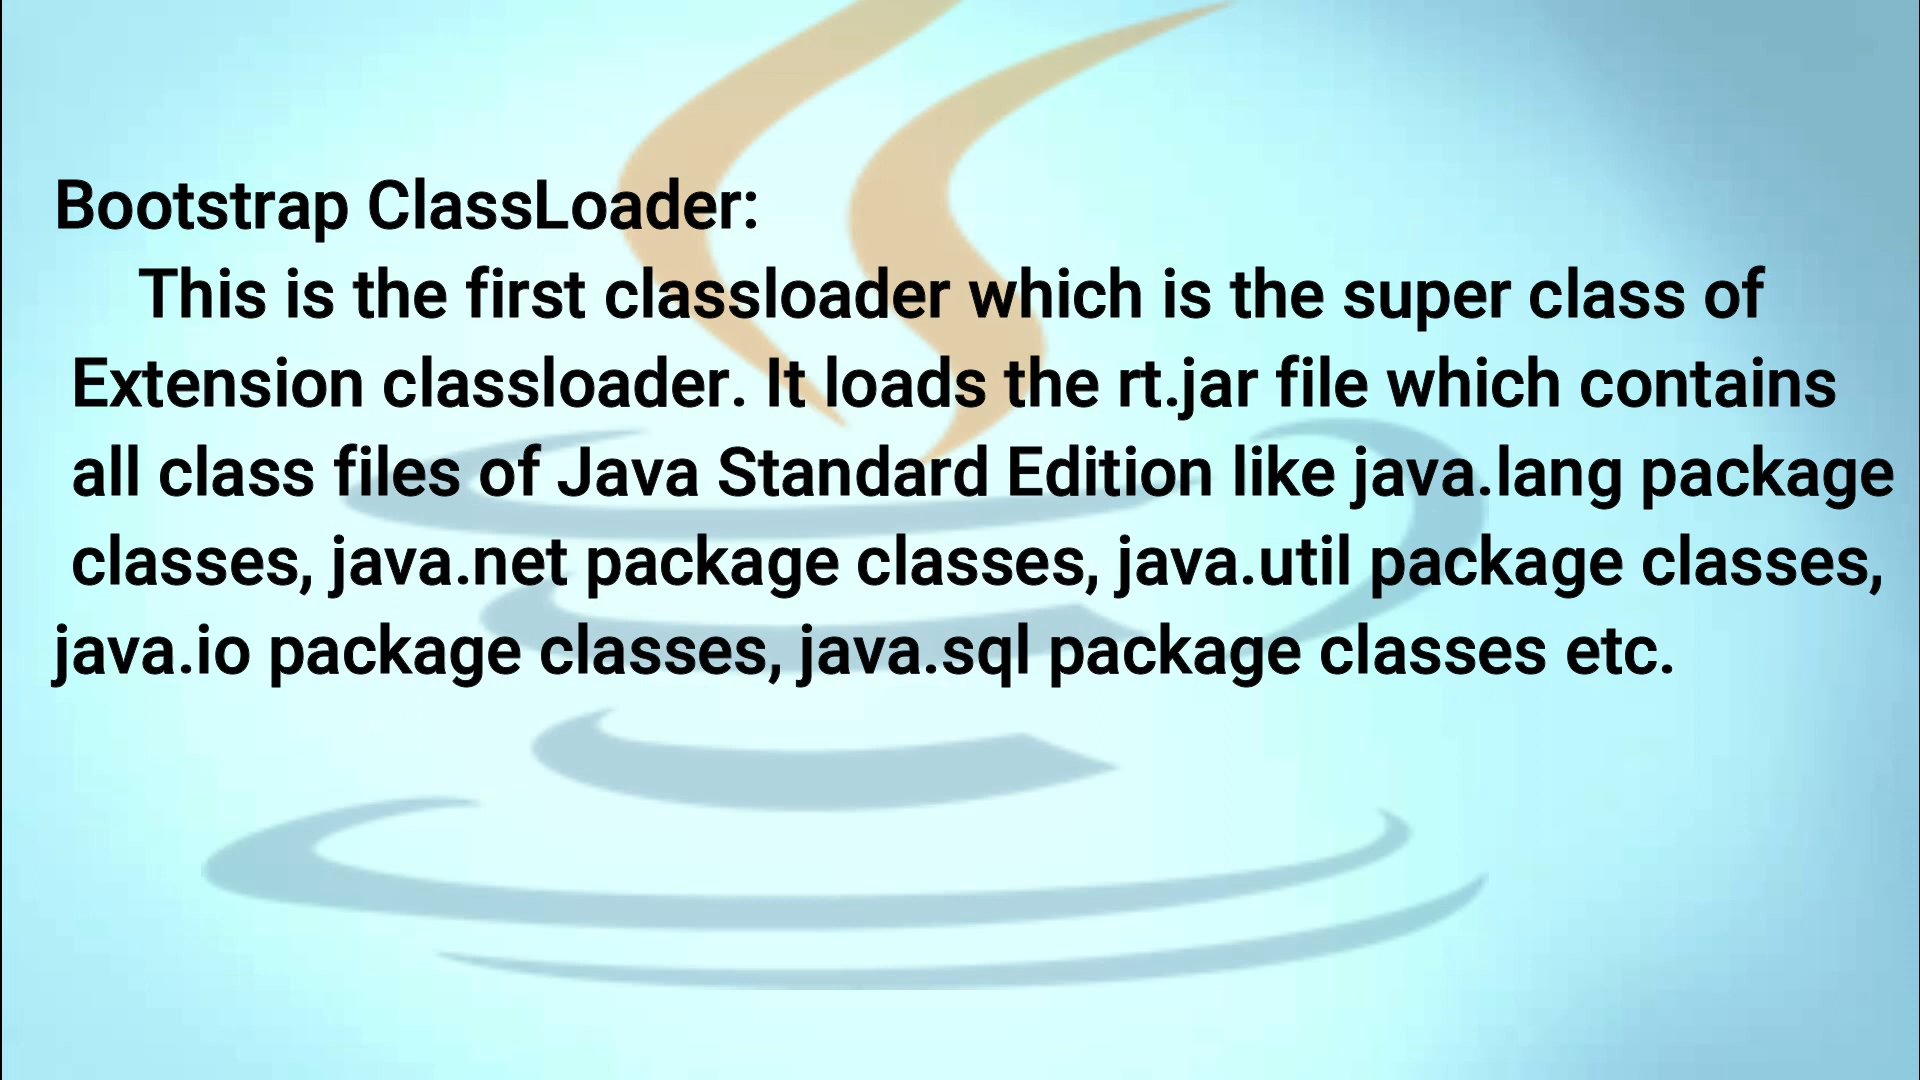 Bootstrap ClassLoader:
This is the first classloader which is the super class of
Extension classloader. It loads the rt.jar file which contains
all class files of Java Standard Edition like java.lang package
classes, java.net package classes, java.util package classes,
java.io package classes, java.sql package classes etc.